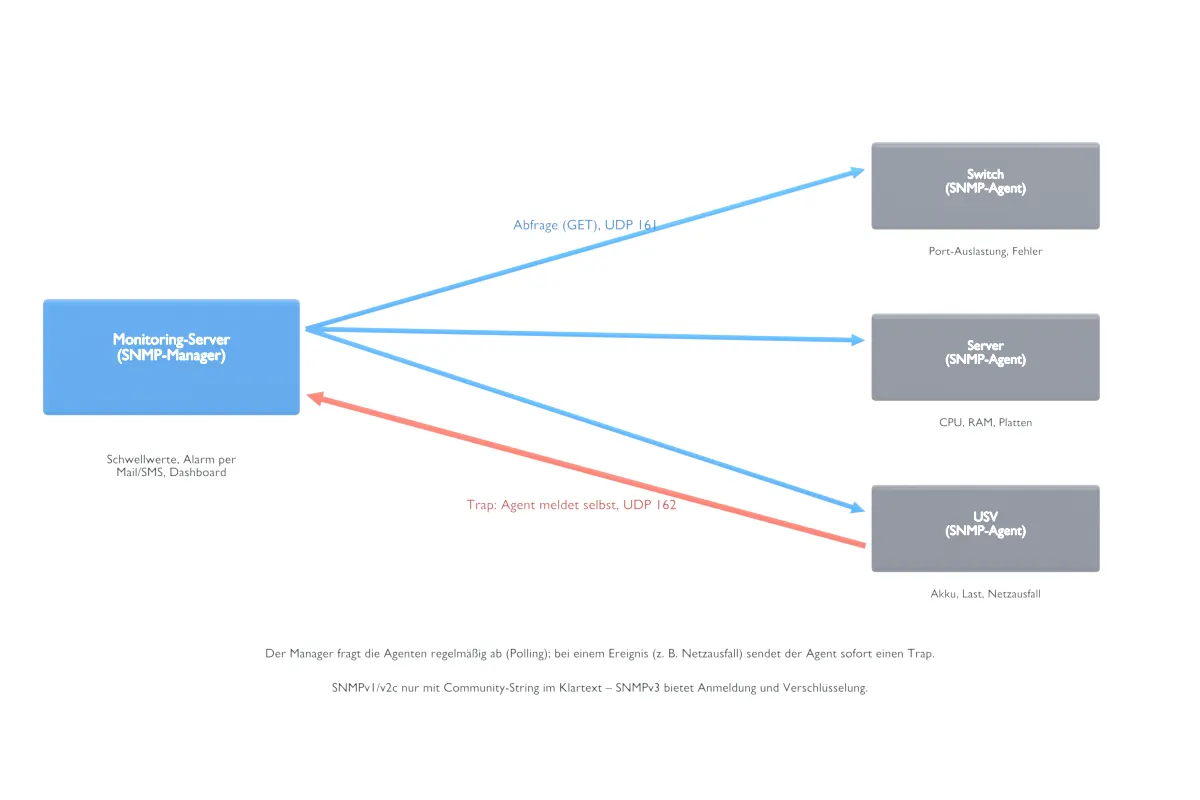 Switch
(SNMP-Agent)
Abfrage (GET), UDP 161
Port-Auslastung, Fehler
Monitoring-Server
(SNMP-Manager)
Server
(SNMP-Agent)
CPU, RAM, Platten
Schwellwerte, Alarm per
Mail/SMS, Dashboard
Trap: Agent meldet selbst, UDP 162
USV
(SNMP-Agent)
Akku, Last, Netzausfall
Der Manager fragt die Agenten regelmäßig ab (Polling); bei einem Ereignis (z. B. Netzausfall) sendet der Agent sofort einen Trap.
SNMPv1/v2c nur mit Community-String im Klartext – SNMPv3 bietet Anmeldung und Verschlüsselung.